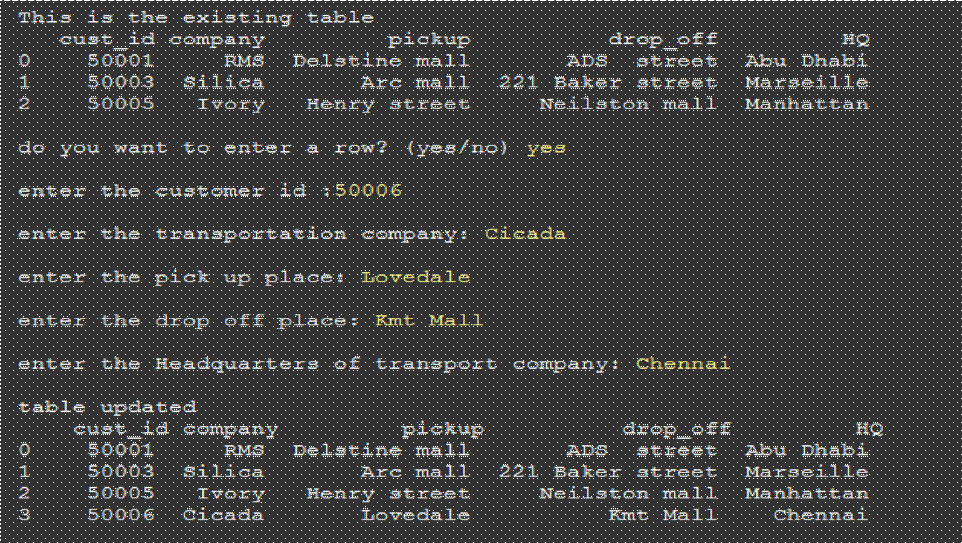 This is the existing table
cust_id company pickup drop_off HQ
0 50001 RMS Delstine mall ADS street Abu Dhabi
1 50003 Silica Arc mall 221 Baker street Marseille
2 50005 Ivory Henry street Neilston mall Manhattan
do you want to enter a row? (yes/no) yes
enter the customer id :50006
enter the transportation company: Cicada
enter the pick up place: Lovedale
enter the drop off place: Kmt Mall
enter the Headquarters of transport company: Chennai
table updated
cust_id company pickup drop_off HQ
0 50001 RMS Delstine mall ADS street Abu Dhabi
1 50003 Silica Arc mall 221 Baker street Marseille
2 50005 Ivory Henry street Neilston mall Manhattan
3 50006 Cicada Lovedale Kmt Mall Chennai